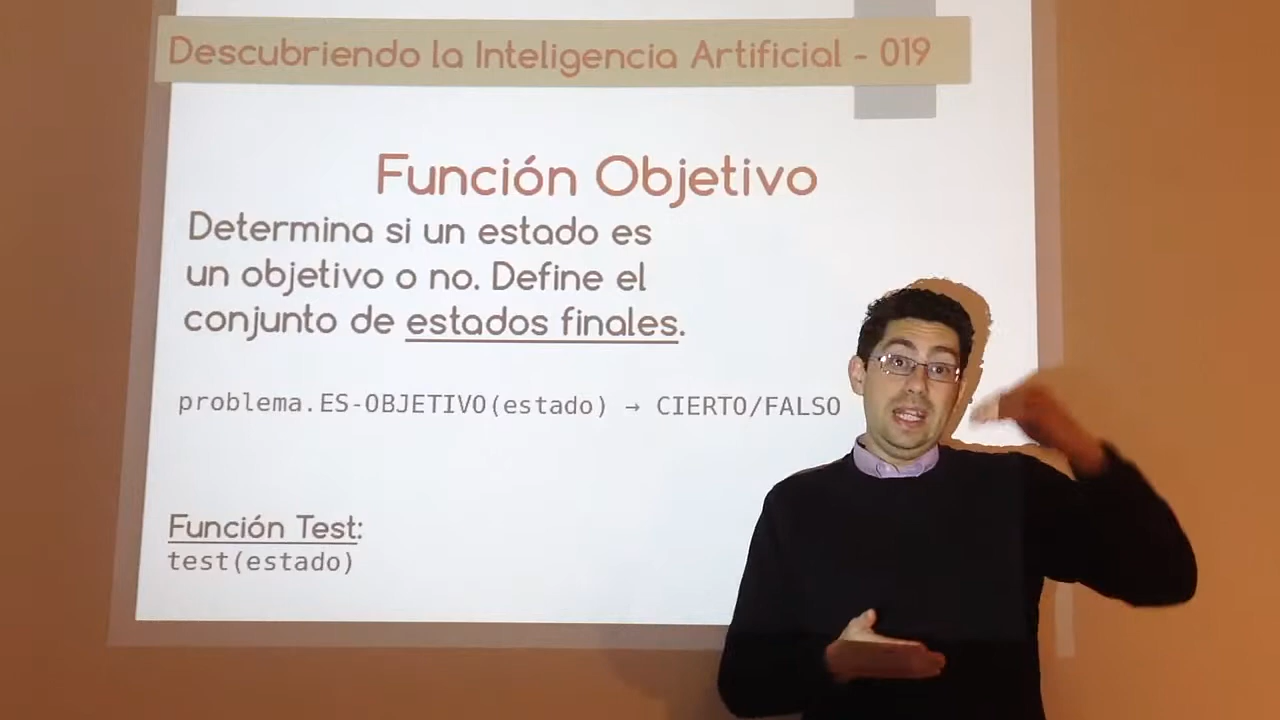 Descubriendo la Inteligencia Artificial - 019
Función Objetivo
Determina si un estado es
un objetivo o no. Define el
conjunto de estados finales.
problema.ES-OBJETIVO(estado) → CIERTO/FALSO
Función Test:
test(estado)